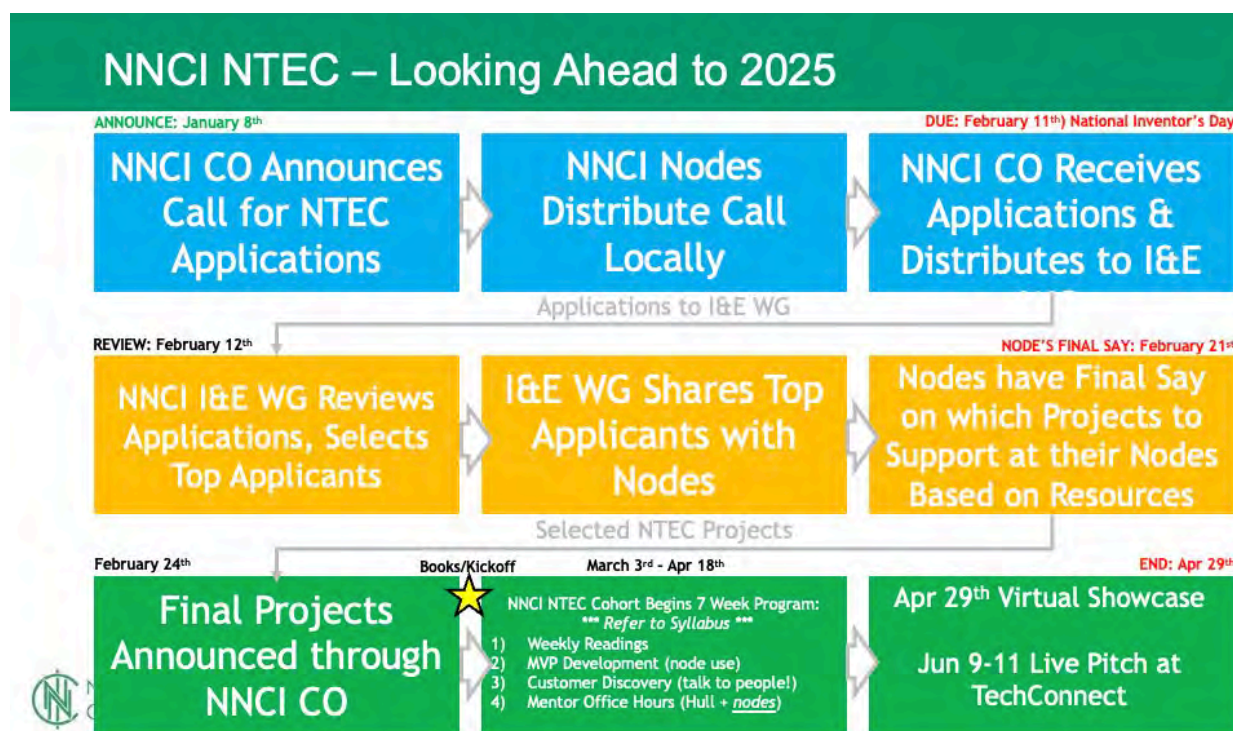 NNCI NTEC – Looking Ahead to 2025
ANNOUNCE: January 8th
DUE: February 11th) National Inventor's Day
NNCI CO Announces
Call for NTEC
Applications
NNCI Nodes
Distribute Call
Locally
NNCI CO Receives
Applications &
Distributes to I&E
Applications to I&E WG
REVIEW: February 12th
NODE'S FINAL SAY: February 21st
NNCI I&E WG Reviews
Applications, Selects
Top Applicants
I&E WG Shares Top
Applicants with
Nodes
Nodes have Final Say
on which Projects to
Support at their Nodes
Based on Resources
Selected NTEC Projects
February 24th
Books/Kickoff
March 3rd - Apr 18th
END: Apr 29th
Final Projects
Announced through
NNCI CO
NNCI NTEC Cohort Begins 7 Week Program:
*** Refer to Syllabus ***
1) Weekly Readings
2) MVP Development (node use)
3) Customer Discovery (talk to people!)
4) Mentor Office Hours (Hull + nodes)
Apr 29th Virtual Showcase
Jun 9-11 Live Pitch at
TechConnect